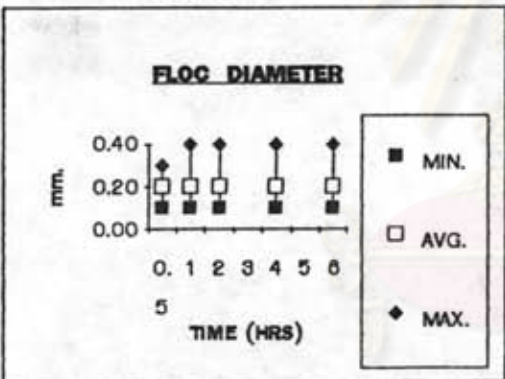 FLOC DIAMETER
0.40
0.20
0.00
mm.
0. 1 2 3 4 5 6
5
TIME (HRS)
MIN.
AVG.
MAX.